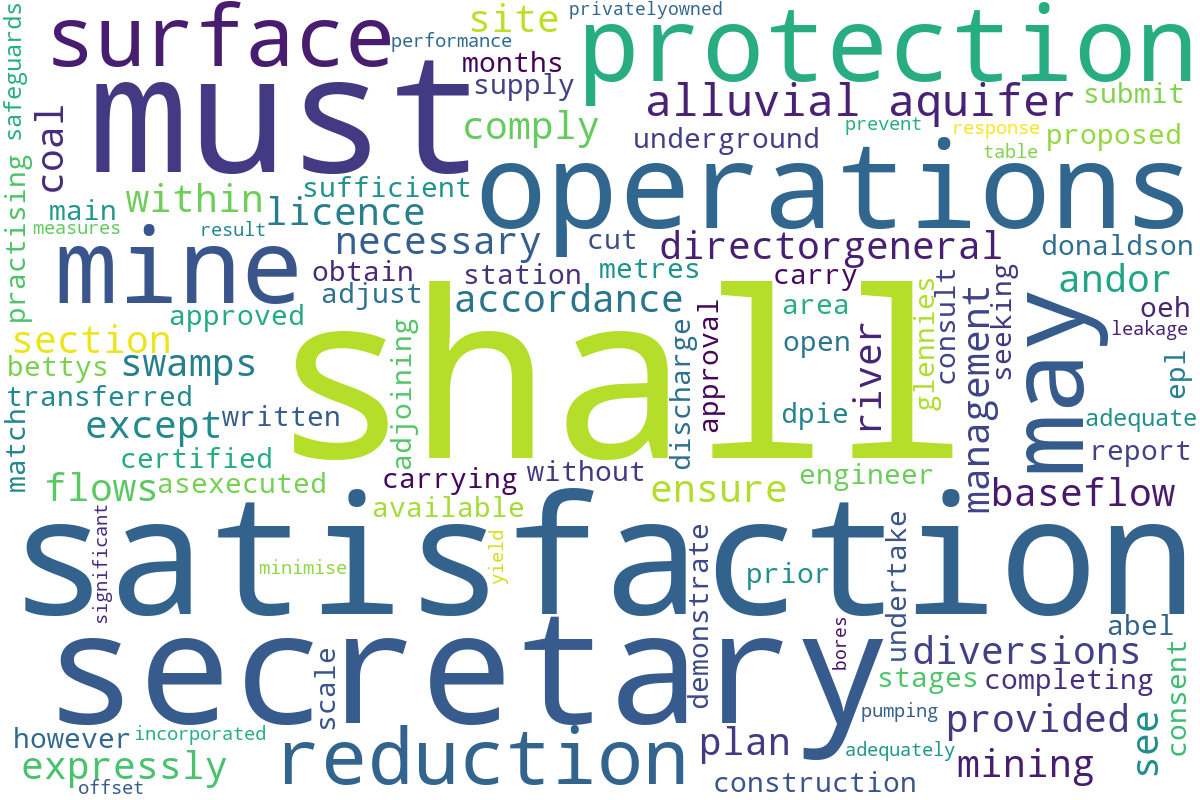 safeguards
surface
performance
site
privatelyowned
protection
months
supply
must
coal
alluvial aquifer
submit
comply
underground
prevent
response
proposed
table
operations
practising
within
sufficient
main
licence
measures
result
mine
necessary
cut
directorgeneral
donaldson
obtain
station
metres
carry
andor
adjust
accordance
approved
area
oeh
section
shall
may
open
leakage
bettys
swamps
adjoining
discharge
approval
river
glennies
consult
management
seeking
epl
transferred
match
except
written
dpie
adequate
certified
report
flows
asexecuted
carrying
without
engineer
available
ensure
baseflow
satisfaction
significant
minimise
yield
demonstrate
prior
undertake
secretary
scale
bores
abel
diversions
stages
completing
consent
however
incorporated
reduction
plan
pumping
provided
see
expressly
adequately
mining
offset
construction